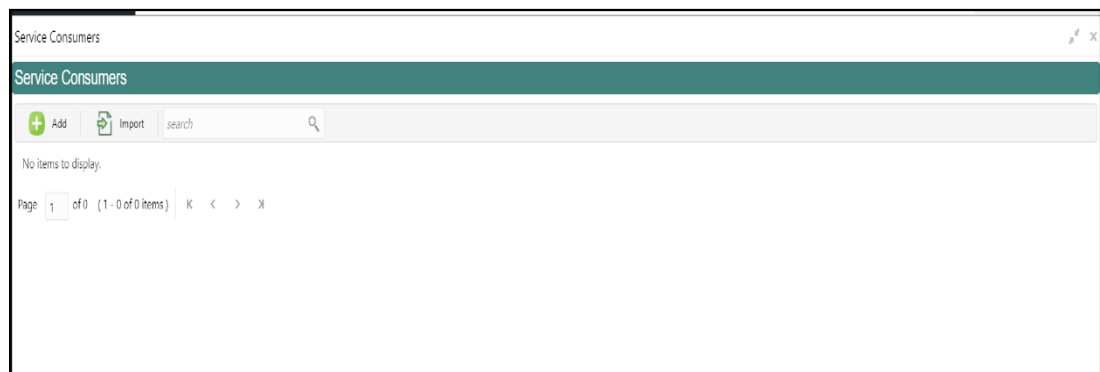 Service Consumers
Service Consumers
Add Import search
No items to display.
Page 1 of 0 (1 - 0 of 0 items)